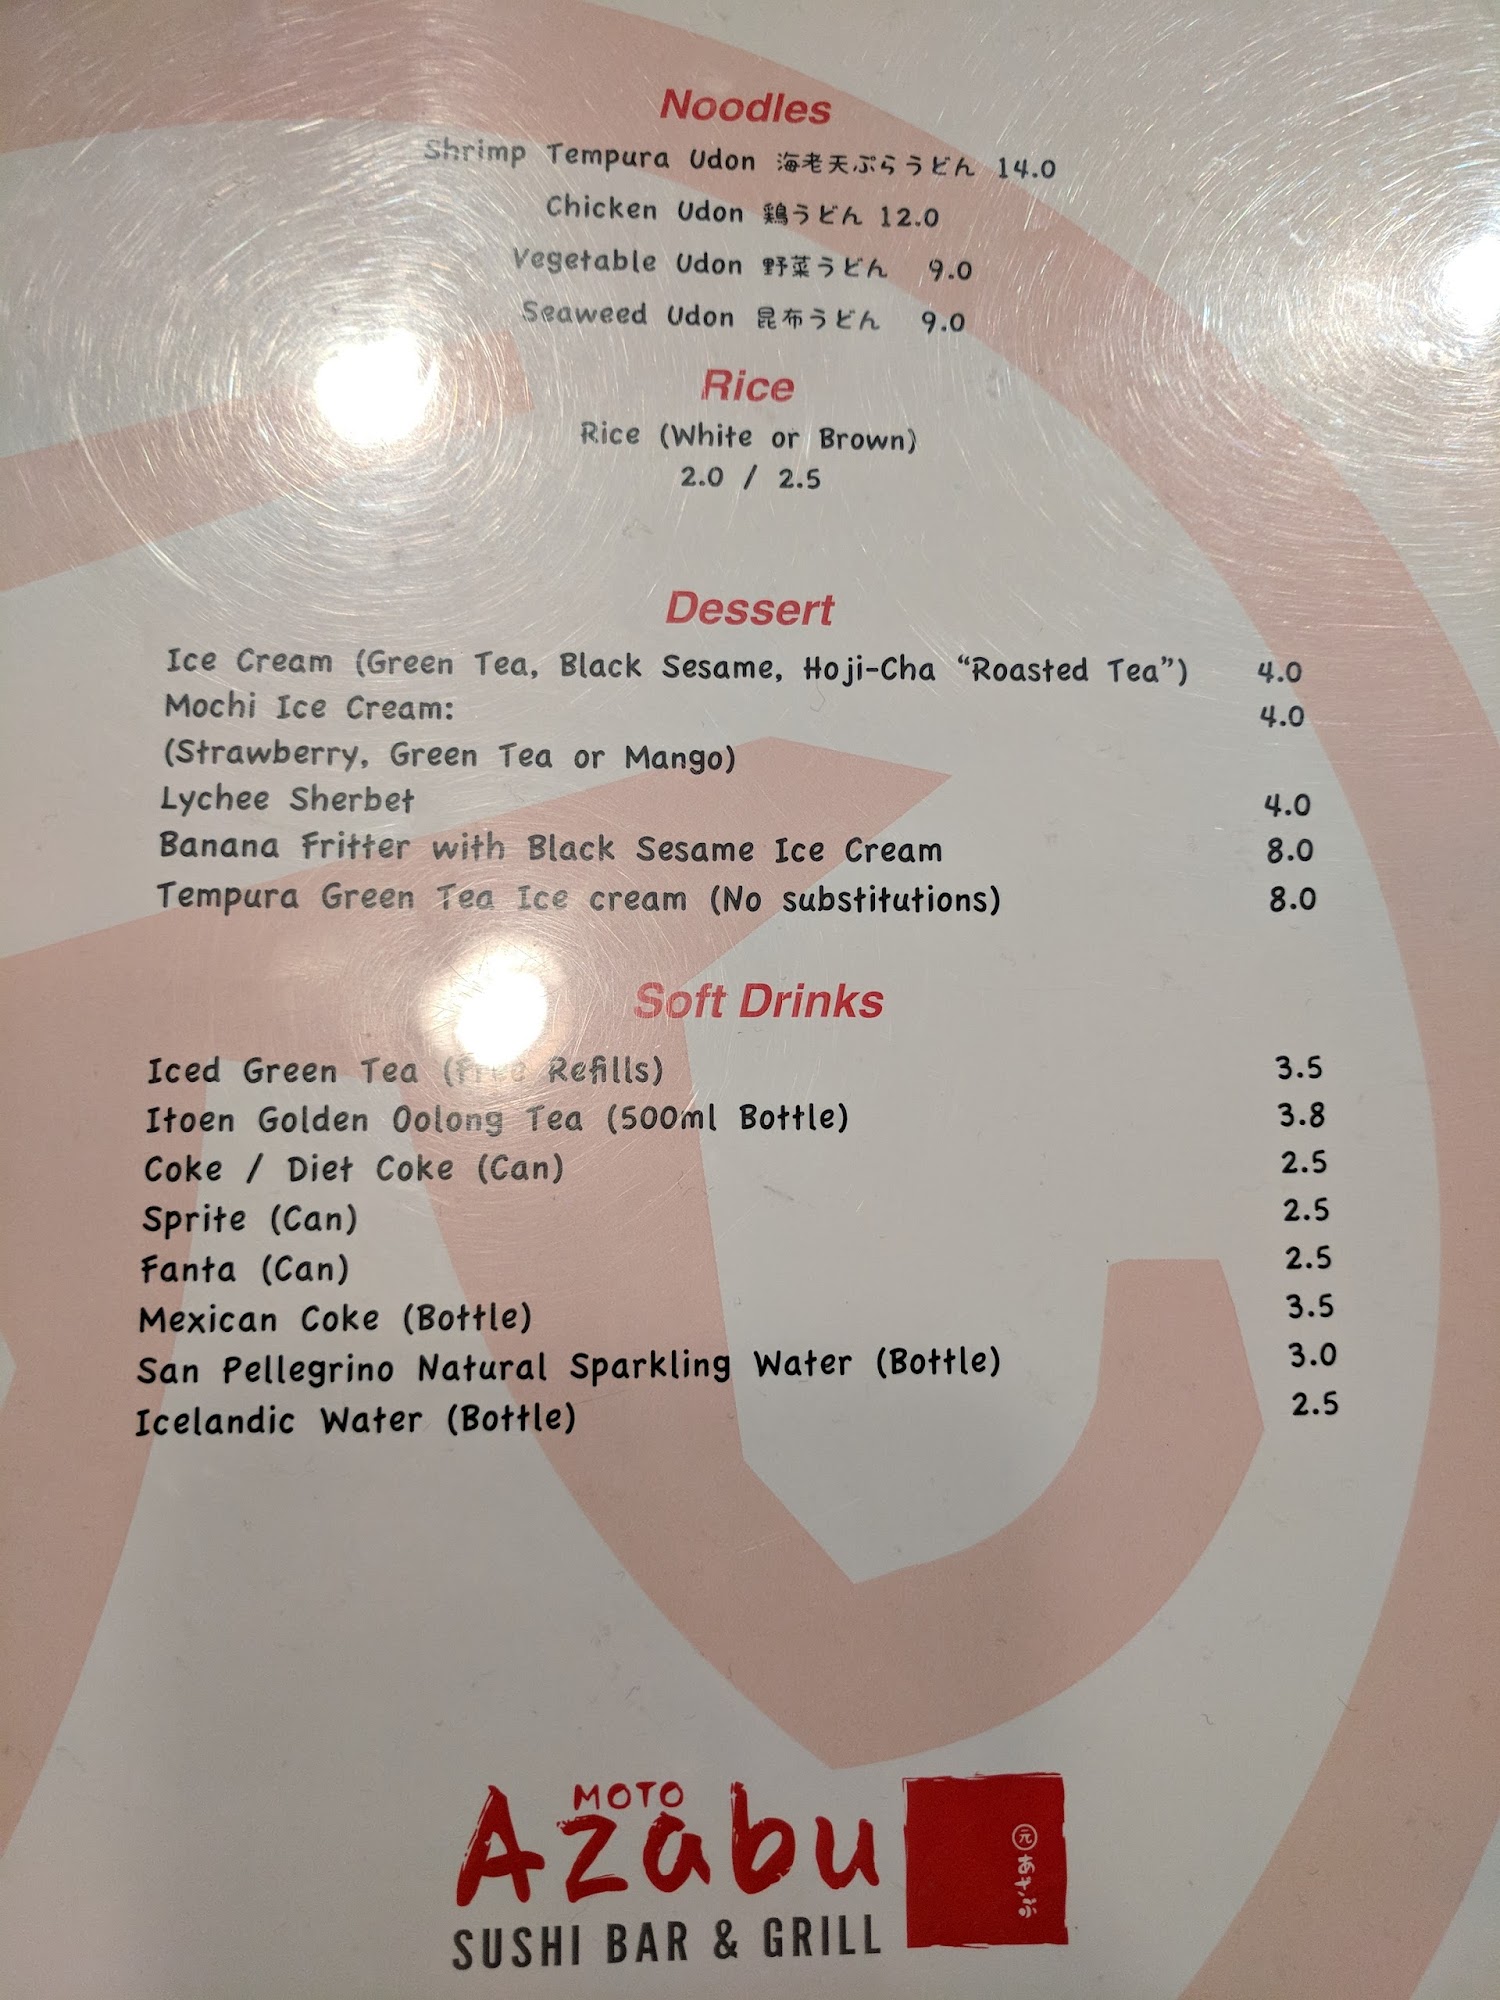 Noodles
Shrimp Tempura Udon 海老天ぷらうどん 14.0
Chicken Udon 鶏うどん 12.0
Vegetable Udon 野菜うどん 9.0
Seaweed Udon 昆布うどん 9.0
Rice
Rice (White or Brown)
2.0 / 2.5
Dessert
Ice Cream (Green Tea, Black Sesame, Hoji-Cha “Roasted Tea”) 4.0
Mochi Ice Cream: 4.0
(Strawberry, Green Tea or Mango)
Lychee Sherbet 4.0
Banana Fritter with Black Sesame Ice Cream 8.0
Tempura Green Tea Ice cream (No substitutions) 8.0
Soft Drinks
Iced Green Tea (Free Refills) 3.5
Itoen Golden Oolong Tea (500ml Bottle) 3.8
Coke / Diet Coke (Can) 2.5
Sprite (Can) 2.5
Fanta (Can) 2.5
Mexican Coke (Bottle) 3.5
San Pellegrino Natural Sparkling Water (Bottle) 3.0
Icelandic Water (Bottle) 2.5
MOTO
Azabu
元あざぶ
SUSHI BAR & GRILL